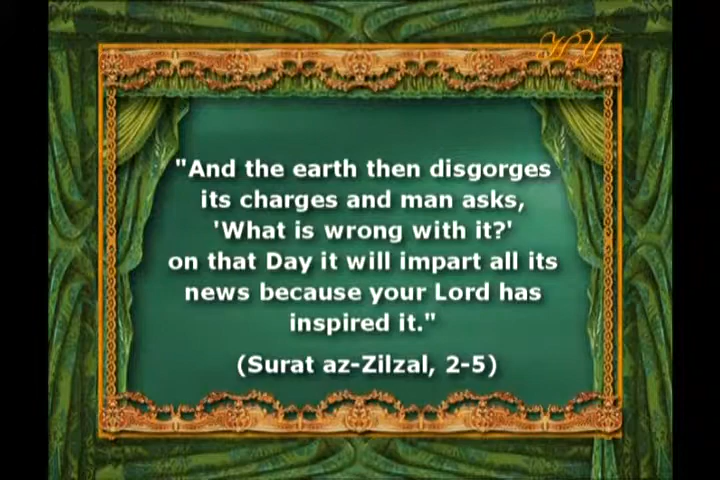 HY
"And the earth then disgorges
its charges and man asks,
'What is wrong with it?'
on that Day it will impart all its
news because your Lord has
inspired it."
(Surat az-Zilzal, 2-5)